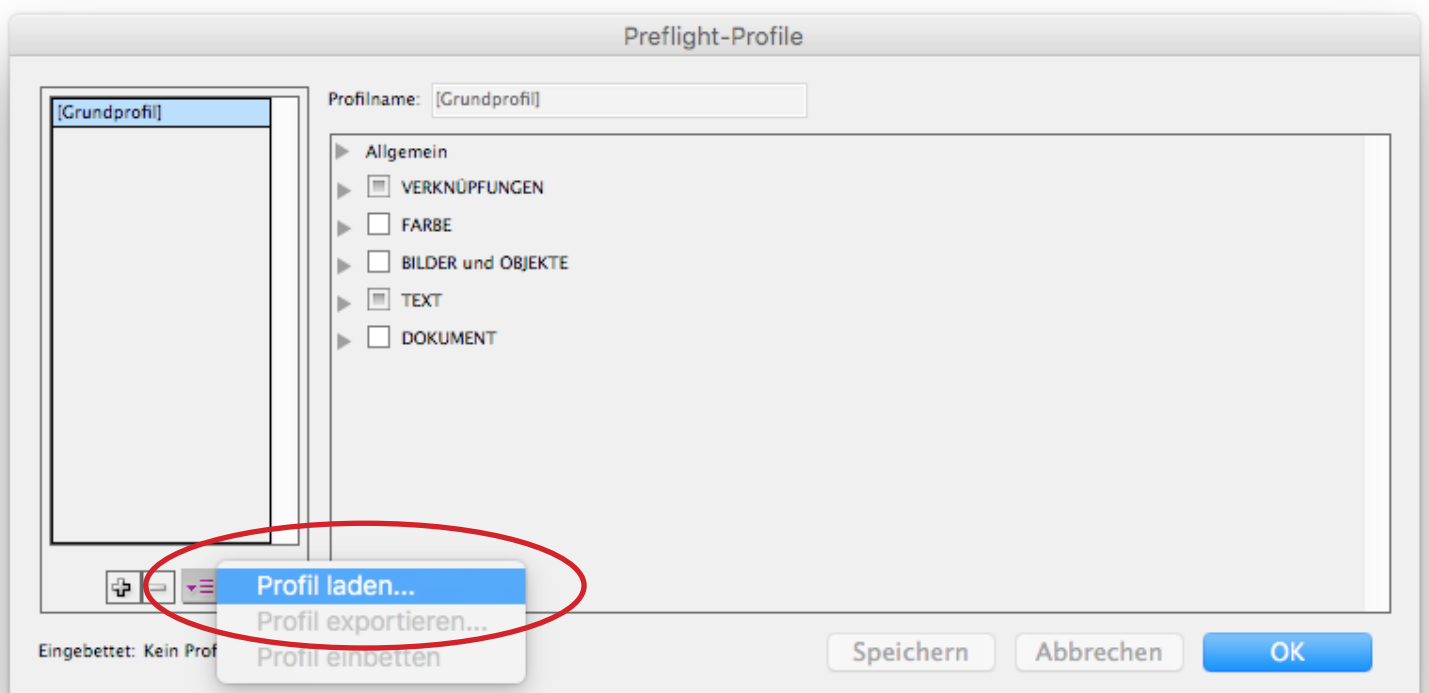 Preflight-Profile
[Grundprofil]
Profilname: [Grundprofil]
Allgemein
VERKNÜPFUNGEN
FARBE
BILDER und OBJEKTE
TEXT
DOKUMENT
Profil laden...
Profil exportieren...
Profil einbetten
Eingebettet: Kein Prof
Speichern
Abbrechen
OK